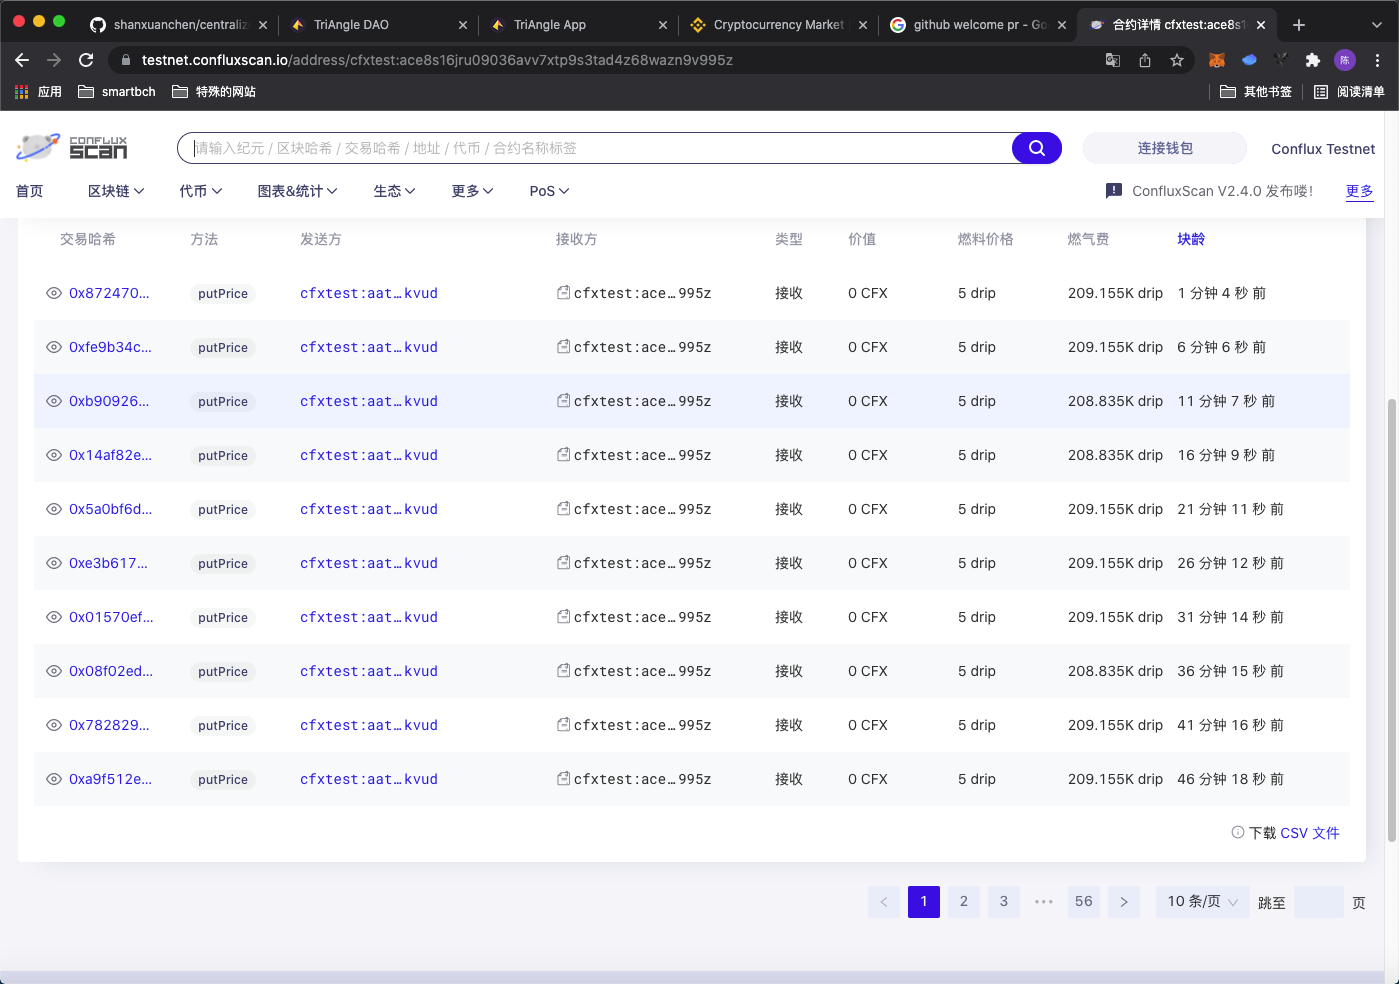 shanxuanchen/centraliz
TriAngle DAO
TriAngle App
Cryptocurrency Market
github welcome pr - Go
合约详情 cfxtest:ace8s1
testnet.confluxscan.io/address/cfxtest:ace8s16jru09036avv7xtp9s3tad4z68wazn9v995z
陈
应用
smartbch
特殊的网站
其他书签
阅读清单
CONFLUX
SCAN
请输入纪元 / 区块哈希 / 交易哈希 / 地址 / 代币 / 合约名称标签
连接钱包
Conflux Testnet
首页
区块链
代币
图表&统计
生态
更多
PoS
ConfluxScan V2.4.0 发布喽！
更多
交易哈希 方法 发送方 接收方 类型 价值 燃料价格 燃气费 块龄
0x872470... putPrice cfxtest:aat…kvud cfxtest:ace…995z 接收 0 CFX 5 drip 209.155K drip 1 分钟 4 秒 前
0xfe9b34c... putPrice cfxtest:aat…kvud cfxtest:ace…995z 接收 0 CFX 5 drip 209.155K drip 6 分钟 6 秒 前
0xb90926... putPrice cfxtest:aat…kvud cfxtest:ace…995z 接收 0 CFX 5 drip 208.835K drip 11 分钟 7 秒 前
0x14af82e... putPrice cfxtest:aat…kvud cfxtest:ace…995z 接收 0 CFX 5 drip 208.835K drip 16 分钟 9 秒 前
0x5a0bf6d... putPrice cfxtest:aat…kvud cfxtest:ace…995z 接收 0 CFX 5 drip 209.155K drip 21 分钟 11 秒 前
0xe3b617... putPrice cfxtest:aat…kvud cfxtest:ace…995z 接收 0 CFX 5 drip 209.155K drip 26 分钟 12 秒 前
0x01570ef... putPrice cfxtest:aat…kvud cfxtest:ace…995z 接收 0 CFX 5 drip 209.155K drip 31 分钟 14 秒 前
0x08f02ed... putPrice cfxtest:aat…kvud cfxtest:ace…995z 接收 0 CFX 5 drip 208.835K drip 36 分钟 15 秒 前
0x782829... putPrice cfxtest:aat…kvud cfxtest:ace…995z 接收 0 CFX 5 drip 209.155K drip 41 分钟 16 秒 前
0xa9f512e... putPrice cfxtest:aat…kvud cfxtest:ace…995z 接收 0 CFX 5 drip 209.155K drip 46 分钟 18 秒 前
下载 CSV 文件
< 1 2 3 ••• 56 > 10 条/页 跳至 页